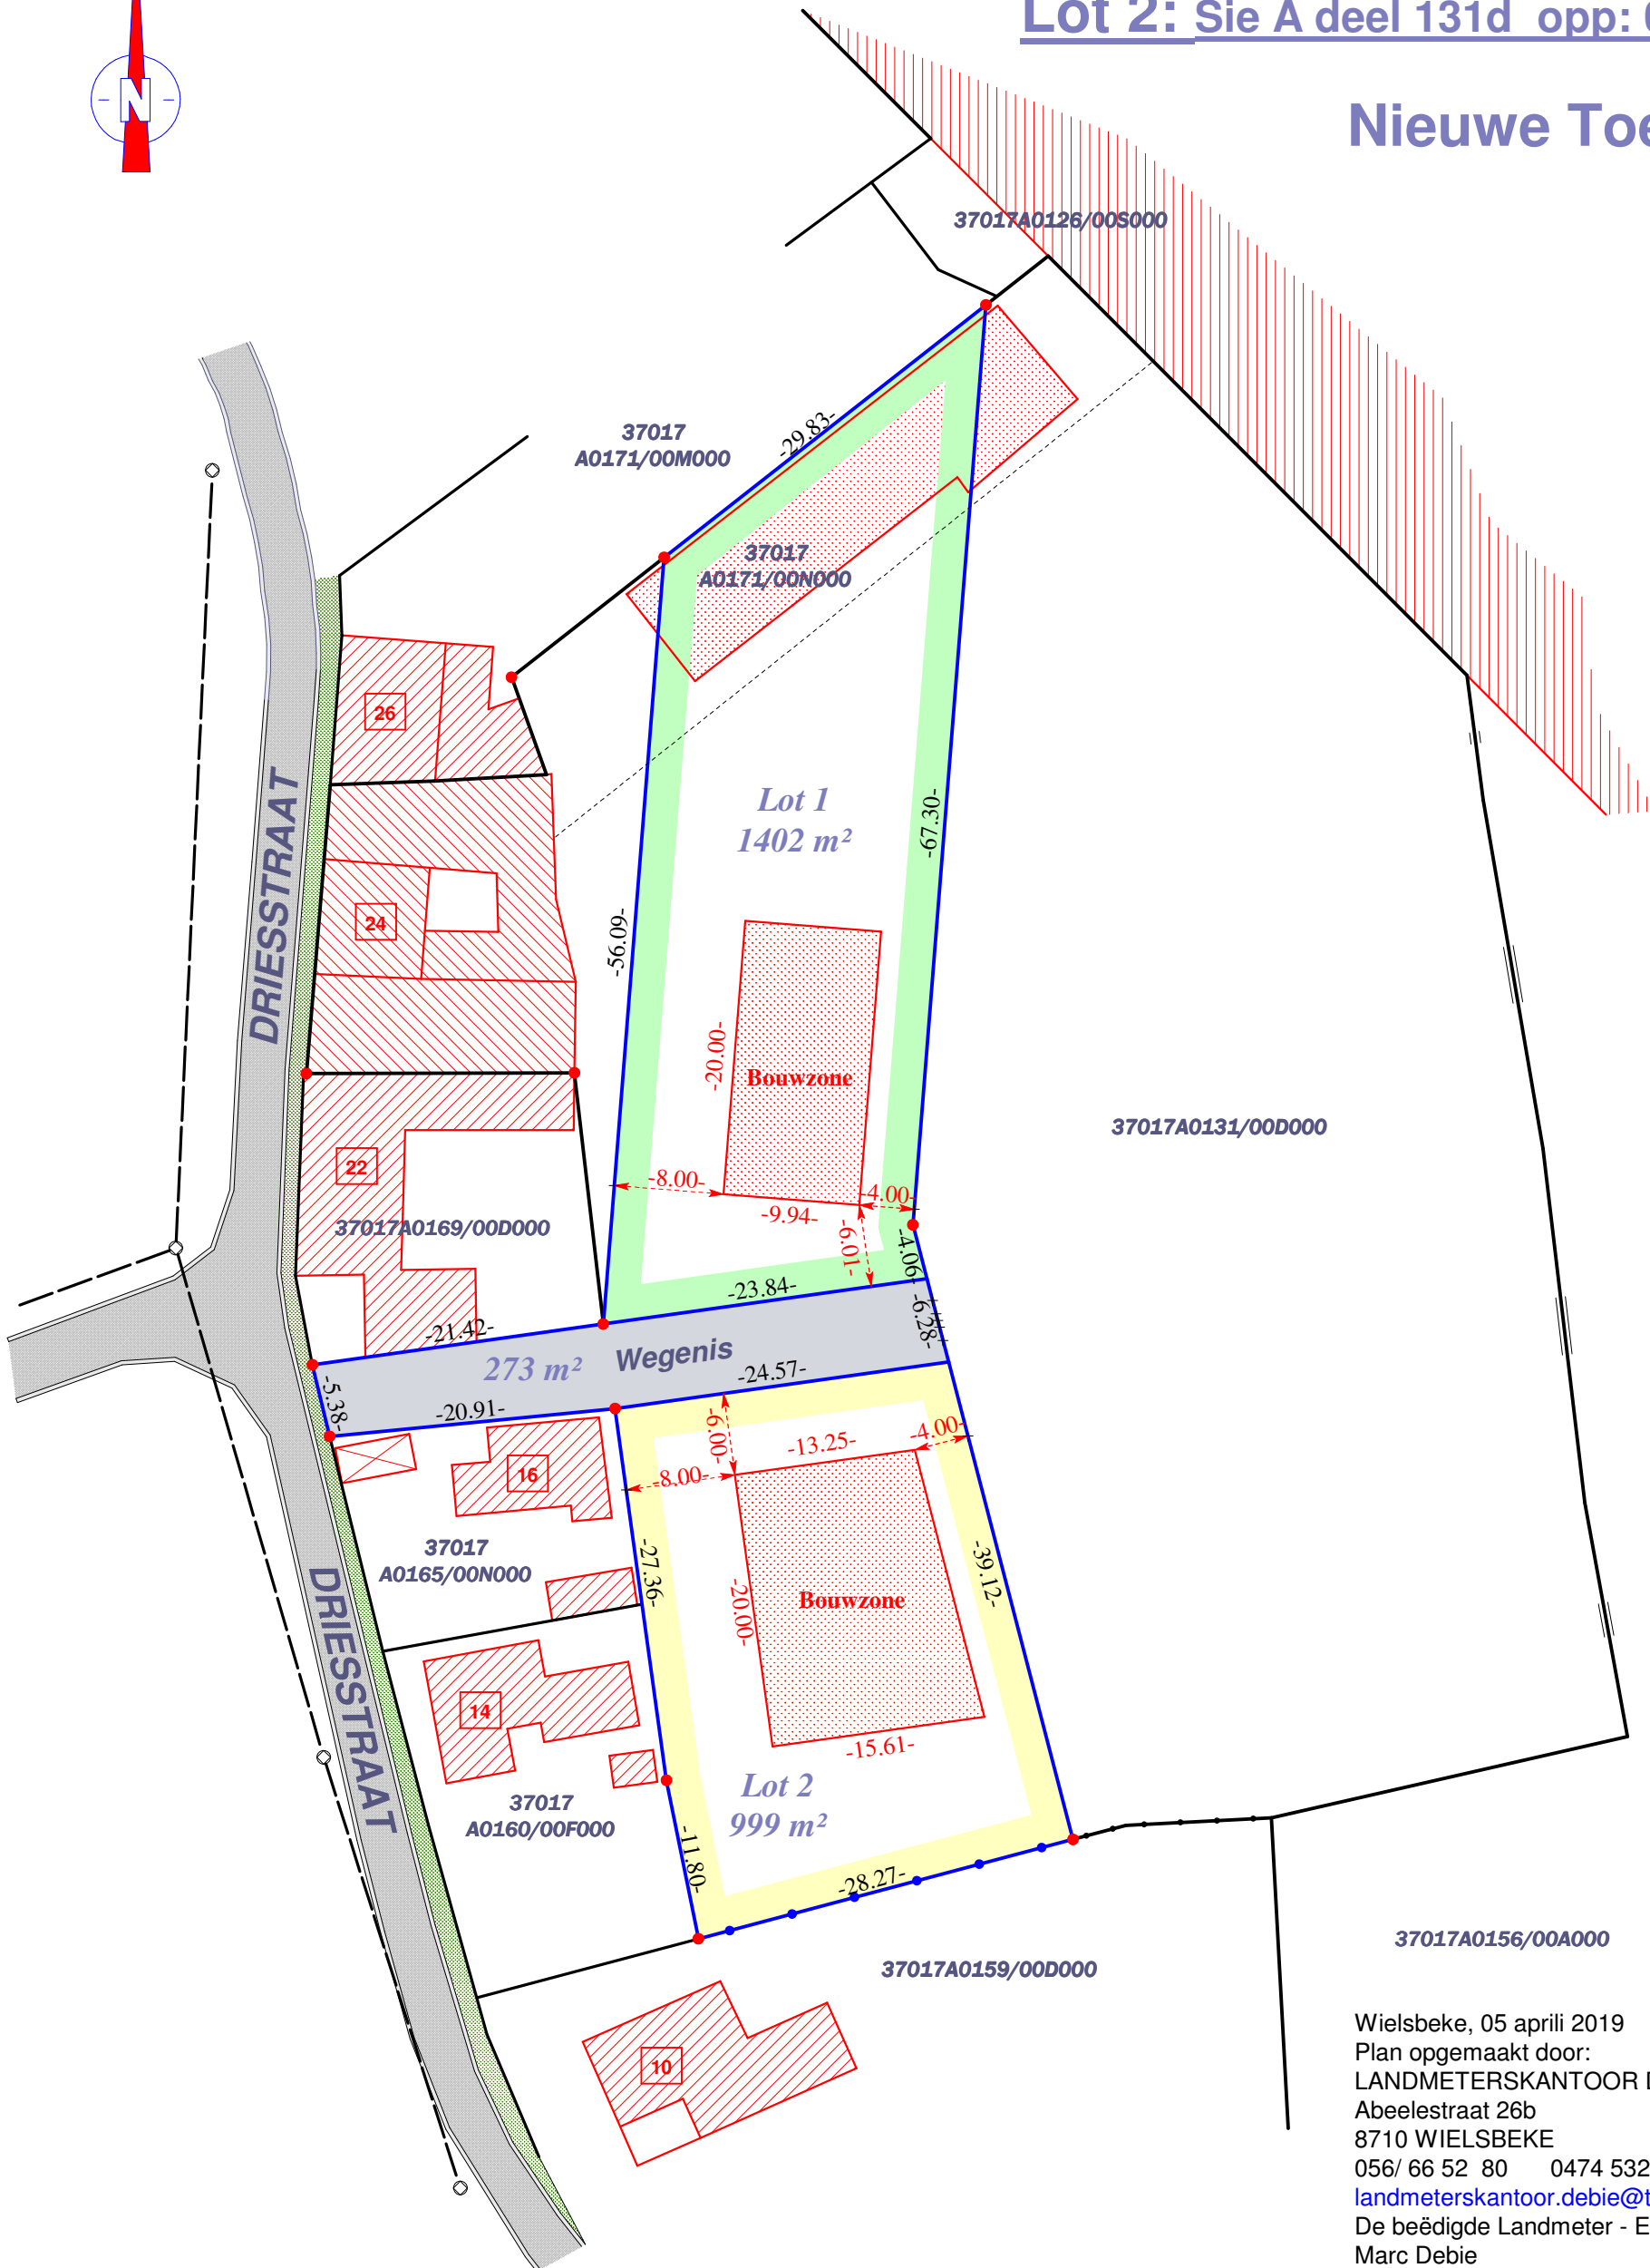 Lot 2: Sie A deel 131d opp:
N
Nieuwe
37017A0126/00S000
37017
A0171/00M000
-29.83-
37017
A0171/00N000
26
Lot 1
1402 m²
-67.30-
DRIESSTRAAT
24
-56.09-
-20.00-
Bouwzone
37017A0131/00D000
22
-8.00-
-4.00-
-9.94-
37017A0169/00D000
-6.01-
-4.06-
-23.84-
-6.28-
-21.42-
273 m²
Wegenis
-24.57-
-5.38-
-20.91-
-6.00-
-13.25-
-4.00-
16
-8.00-
37017
A0165/00N000
-27.36-
-39.12-
-20.00-
Bouwzone
DRIESSTRAAT
14
-15.61-
Lot 2
999 m²
37017
A0160/00F000
-11.80-
-28.27-
37017A0156/00A000
37017A0159/00D000
10
Wielsbeke, 05 aprili 2019
Plan opgemaakt door:
LANDMETERSKANTOOR
Abeelestraat 26b
8710 WIELSBEKE
056/ 66 52 80 0474 532
landmeterskantoor.debie@t
De beëdigde Landmeter - E
Marc Debie